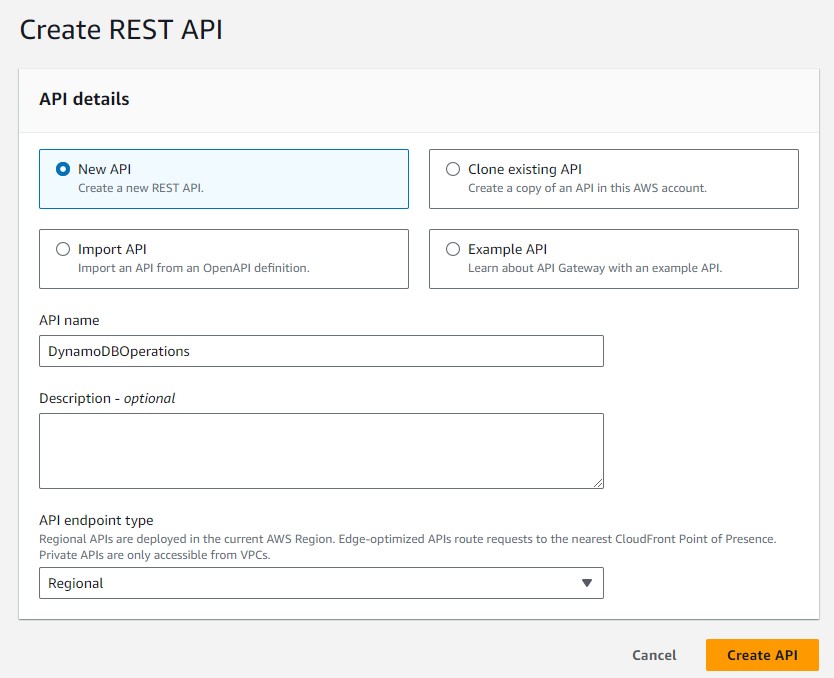 Create REST API
API details
New API
Create a new REST API.
Clone existing API
Create a copy of an API in this AWS account.
Import API
Import an API from an OpenAPI definition.
Example API
Learn about API Gateway with an example API.
API name
DynamoDBOperations
Description - optional
API endpoint type
Regional APIs are deployed in the current AWS Region. Edge-optimized APIs route requests to the nearest CloudFront Point of Presence.
Private APIs are only accessible from VPCs.
Regional
Cancel
Create API